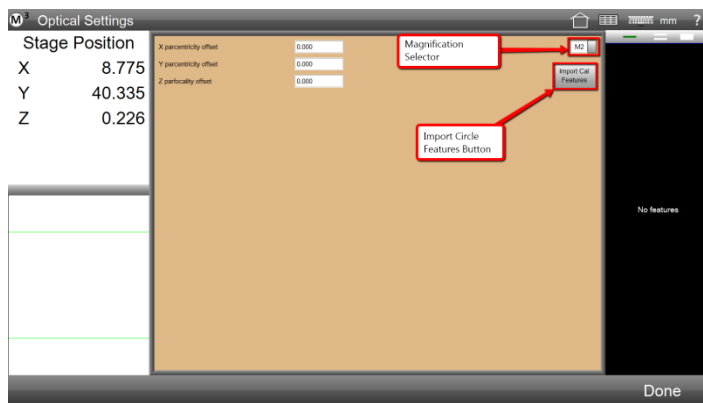 M3 Optical Settings
mm ?
Stage Position
X 8.775
Y 40.335
Z 0.226
X parcentricity offset 0.000
Y parcentricity offset 0.000
Z parfocality offset 0.000
Magnification
Selector
M2
Import Cal
Features
Import Circle
Features Button
No features
Done